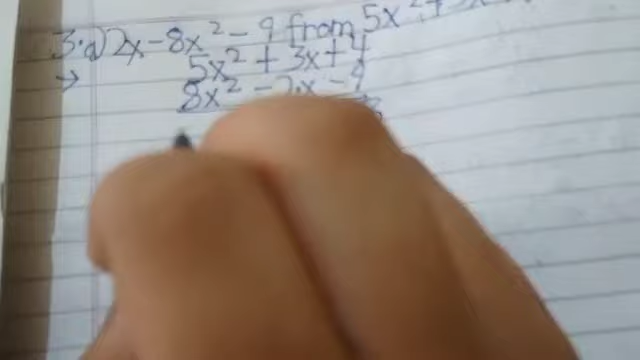 3.a) 2x - 8x² - 9 from 5x² +
→ 5x² + 3x + 4
8x² - 2x - 9